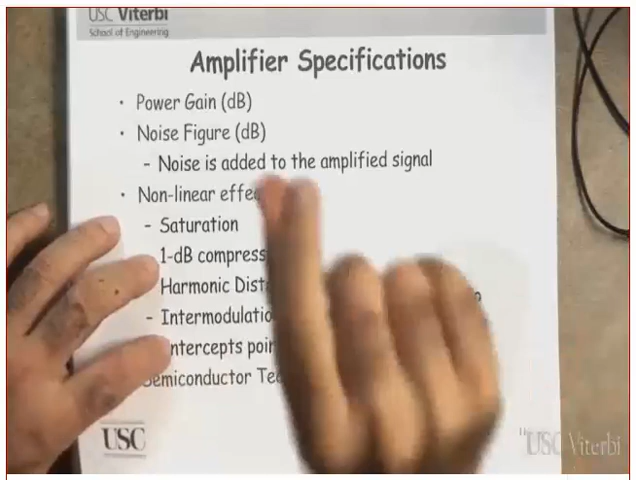 USC Viterbi
School of Engineering
Amplifier Specifications
• Power Gain (dB)
• Noise Figure (dB)
– Noise is added to the amplified signal
• Non-linear effe
– Saturation
1-dB compress
Harmonic Dist
– Intermodulatio
ntercepts poin
emiconductor Te
USC
USC Viterbi